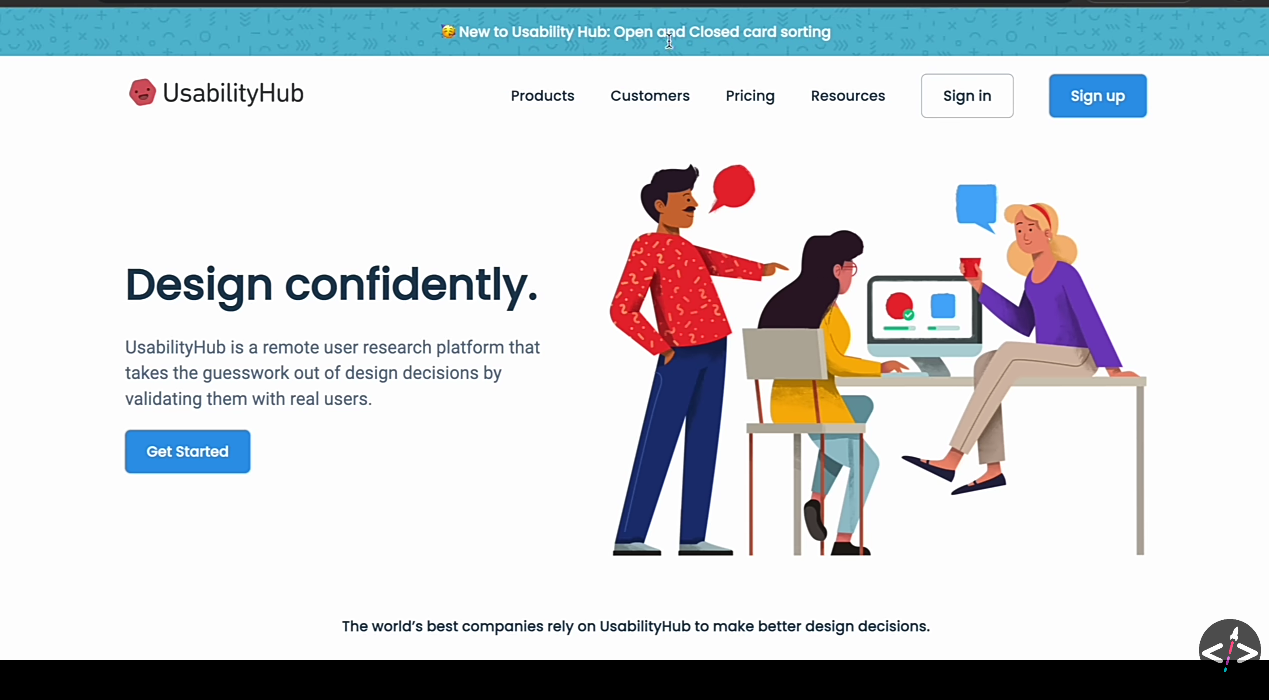 🥳 New to Usability Hub: Open and Closed card sorting
UsabilityHub
Products
Customers
Pricing
Resources
Sign in
Sign up
Design confidently.
UsabilityHub is a remote user research platform that
takes the guesswork out of design decisions by
validating them with real users.
Get Started
The world's best companies rely on UsabilityHub to make better design decisions.